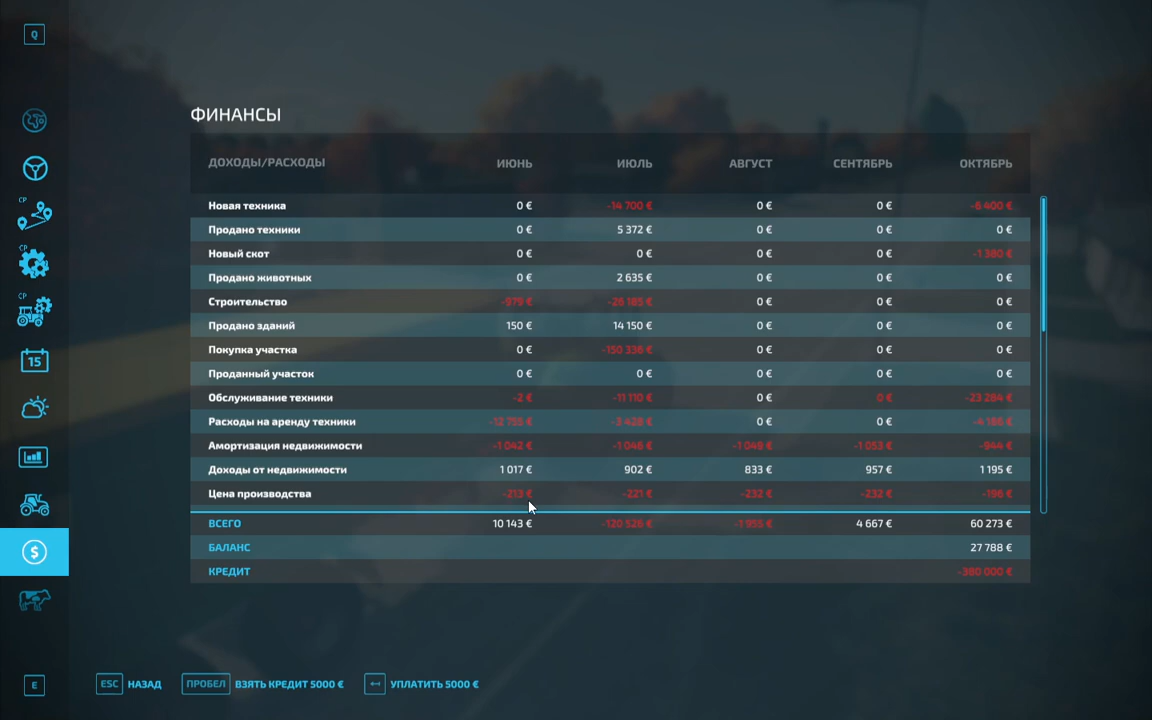 Q
ФИНАНСЫ
ДОХОДЫ/РАСХОДЫ ИЮНЬ ИЮЛЬ АВГУСТ СЕНТЯБРЬ ОКТЯБРЬ
CP
Новая техника 0 € -14 700 € 0 € 0 € -6 400 €
Продано техники 0 € 5 372 € 0 € 0 € 0 €
CP
Новый скот 0 € 0 € 0 € 0 € -1 380 €
Продано животных 0 € 2 635 € 0 € 0 € 0 €
CP
Строительство -979 € -26 185 € 0 € 0 € 0 €
Продано зданий 150 € 14 150 € 0 € 0 € 0 €
Покупка участка 0 € -150 336 € 0 € 0 € 0 €
15
Проданный участок 0 € 0 € 0 € 0 € 0 €
Обслуживание техники -2 € -11 110 € 0 € 0 € -23 284 €
Расходы на аренду техники -12 755 € -3 428 € 0 € 0 € -4 166 €
Амортизация недвижимости -1 042 € -1 046 € -1 049 € -1 053 € -944 €
Доходы от недвижимости 1 017 € 902 € 833 € 957 € 1 195 €
Цена производства -213 € -221 € -232 € -232 € -196 €
ВСЕГО 10 143 € -120 526 € -1 955 € 4 667 € 60 273 €
БАЛАНС 27 788 €
$
КРЕДИТ -380 000 €
E
ESC НАЗАД ПРОБЕЛ ВЗЯТЬ КРЕДИТ 5000 € УПЛАТИТЬ 5000 €